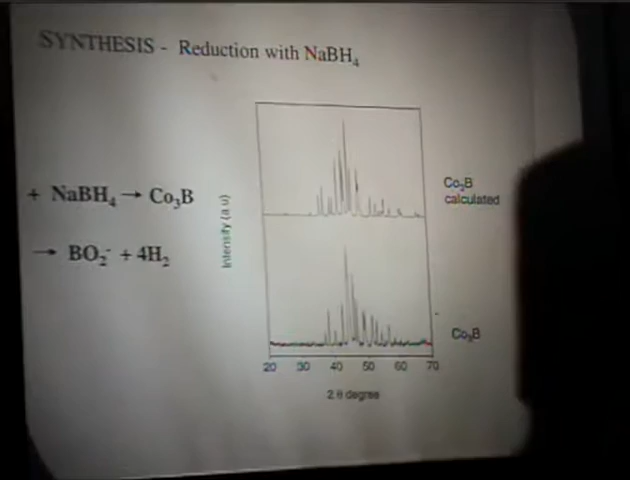 SYNTHESIS - Reduction with NaBH₄
+ NaBH₄ → Co₃B
→ BO₂⁻ + 4H₂
Intensity (a u)
Co₃B
calculated
Co₃B
20 30 40 50 60 70
2 θ degree